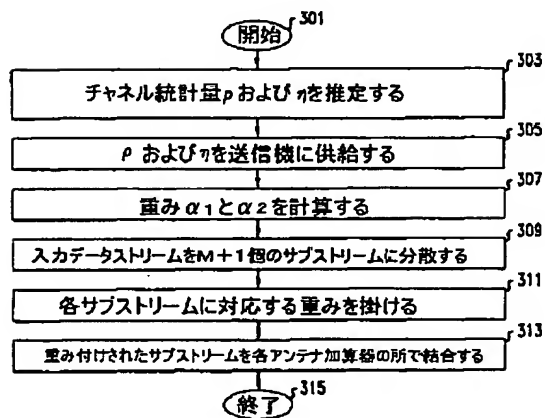 301
開始
303
チャネル統計量ρおよびηを推定する
305
ρおよびηを送信機に供給する
307
重みα1とα2を計算する
309
入力データストリームをM+1個のサブストリームに分散する
311
各サブストリームに対応する重みを掛ける
313
重み付けされたサブストリームを各アンテナ加算器の所で結合する
315
終了